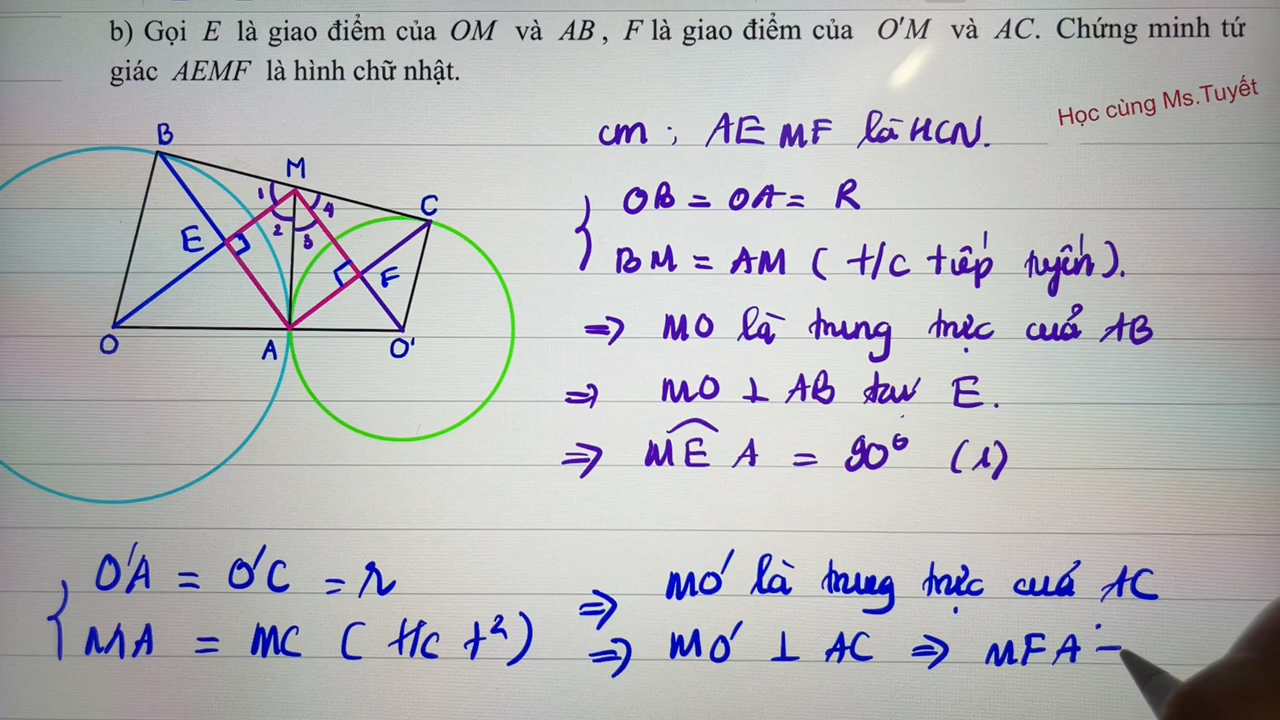 b) Gọi E là giao điểm của OM và AB, F là giao điểm của O'M và AC. Chứng minh tứ
giác AEMF là hình chữ nhật.
Học cùng Ms.Tuyết
cm : AEMF là HCN.
OB = OA = R
BM = AM ( t/c tiếp tuyến ).
=> MO là trung trực cuả AB
=> MO ⊥ AB tại E.
=> MEA = 90° (1)
B
M
C
1
2
3
4
E
F
O
A
O'
O'A = O'C = r
MA = MC ( t/c t²)
=> MO' là trung trực cuả AC
=> MO' ⊥ AC => MFA =